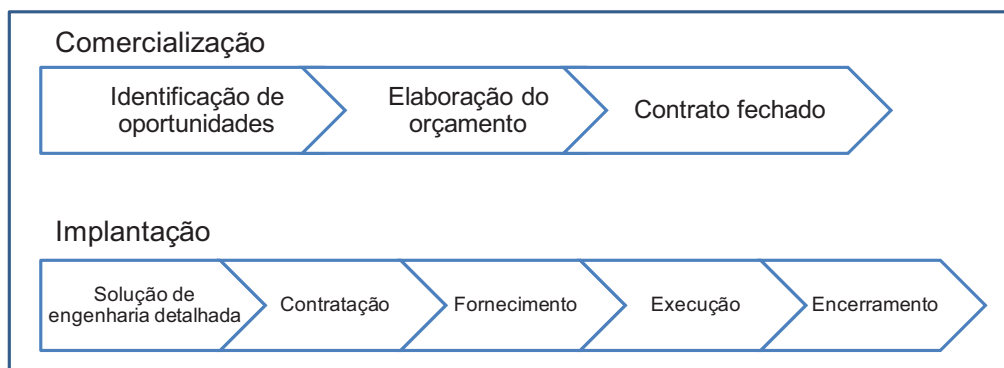 Comercialização
Identificação de
oportunidades
Elaboração do
orçamento
Contrato fechado
Implantação
Solução de
engenharia detalhada
Contratação
Fornecimento
Execução
Encerramento